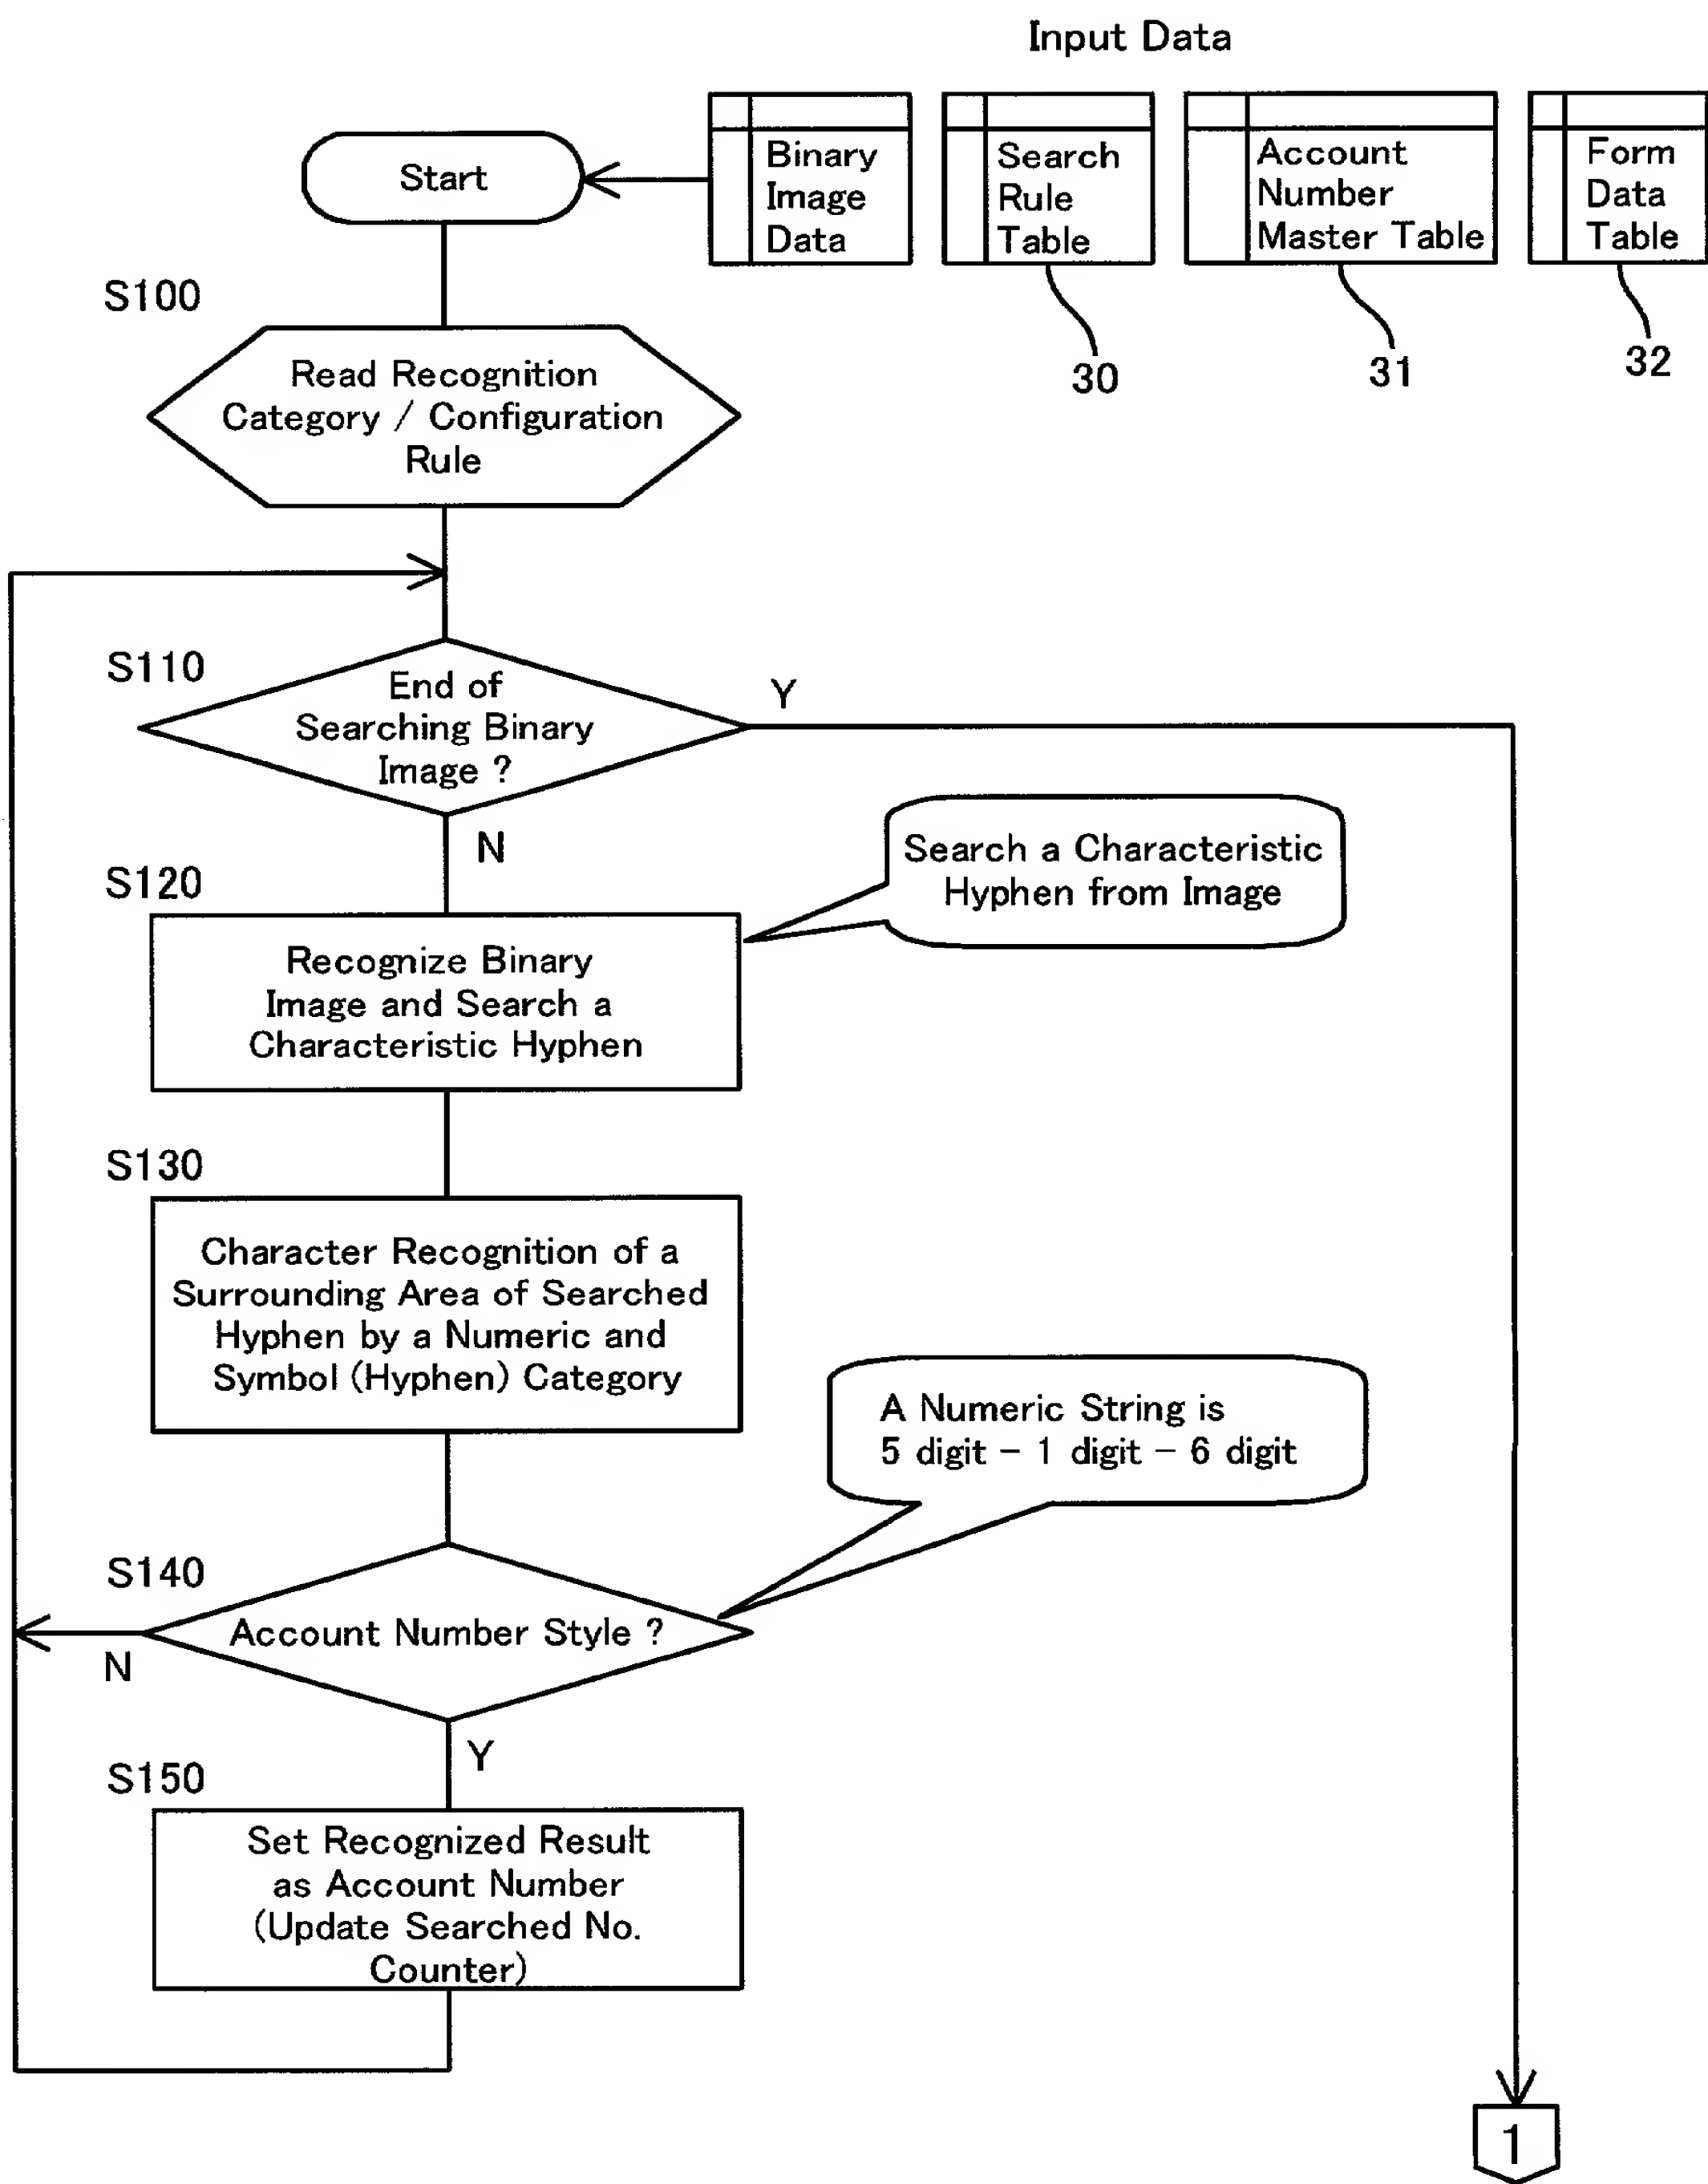 Input Data
Start
Binary
Image
Data
Search
Rule
Table
Account
Number
Master Table
Form
Data
Table
30
31
32
S100
Read Recognition
Category / Configuration
Rule
S110
End of
Searching Binary
Image ?
Y
N
Search a Characteristic
Hyphen from Image
S120
Recognize Binary
Image and Search a
Characteristic Hyphen
S130
Character Recognition of a
Surrounding Area of Searched
Hyphen by a Numeric and
Symbol (Hyphen) Category
A Numeric String is
5 digit − 1 digit − 6 digit
S140
Account Number Style ?
N
Y
S150
Set Recognized Result
as Account Number
(Update Searched No.
Counter)
1